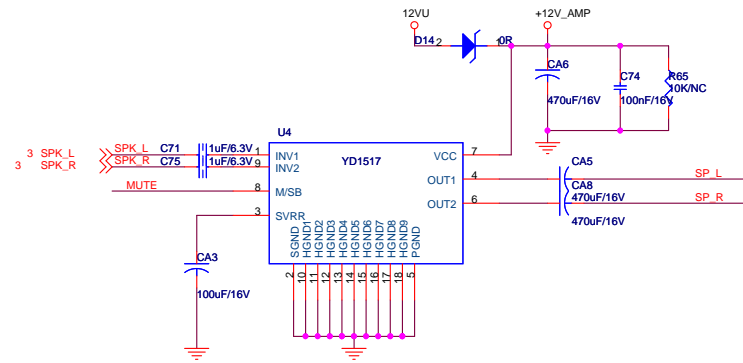 12VU
+12V_AMP
D14
2
1
0R
CA6
470uF/16V
C74
100nF/16V
R65
10K/NC
U4
3 SPK_L
SPK_L
C71
1uF/6.3V
1
INV1
3 SPK_R
SPK_R
C75
1uF/6.3V
9
INV2
YD1517
VCC
7
MUTE
8
M/SB
OUT1
4
CA5
470uF/16V
SP_L
OUT2
6
CA8
470uF/16V
SP_R
3
SVRR
CA3
100uF/16V
SGND
HGND1
HGND2
HGND3
HGND4
HGND5
HGND6
HGND7
HGND8
HGND9
PGND
2
10
11
12
13
14
15
16
17
18
5